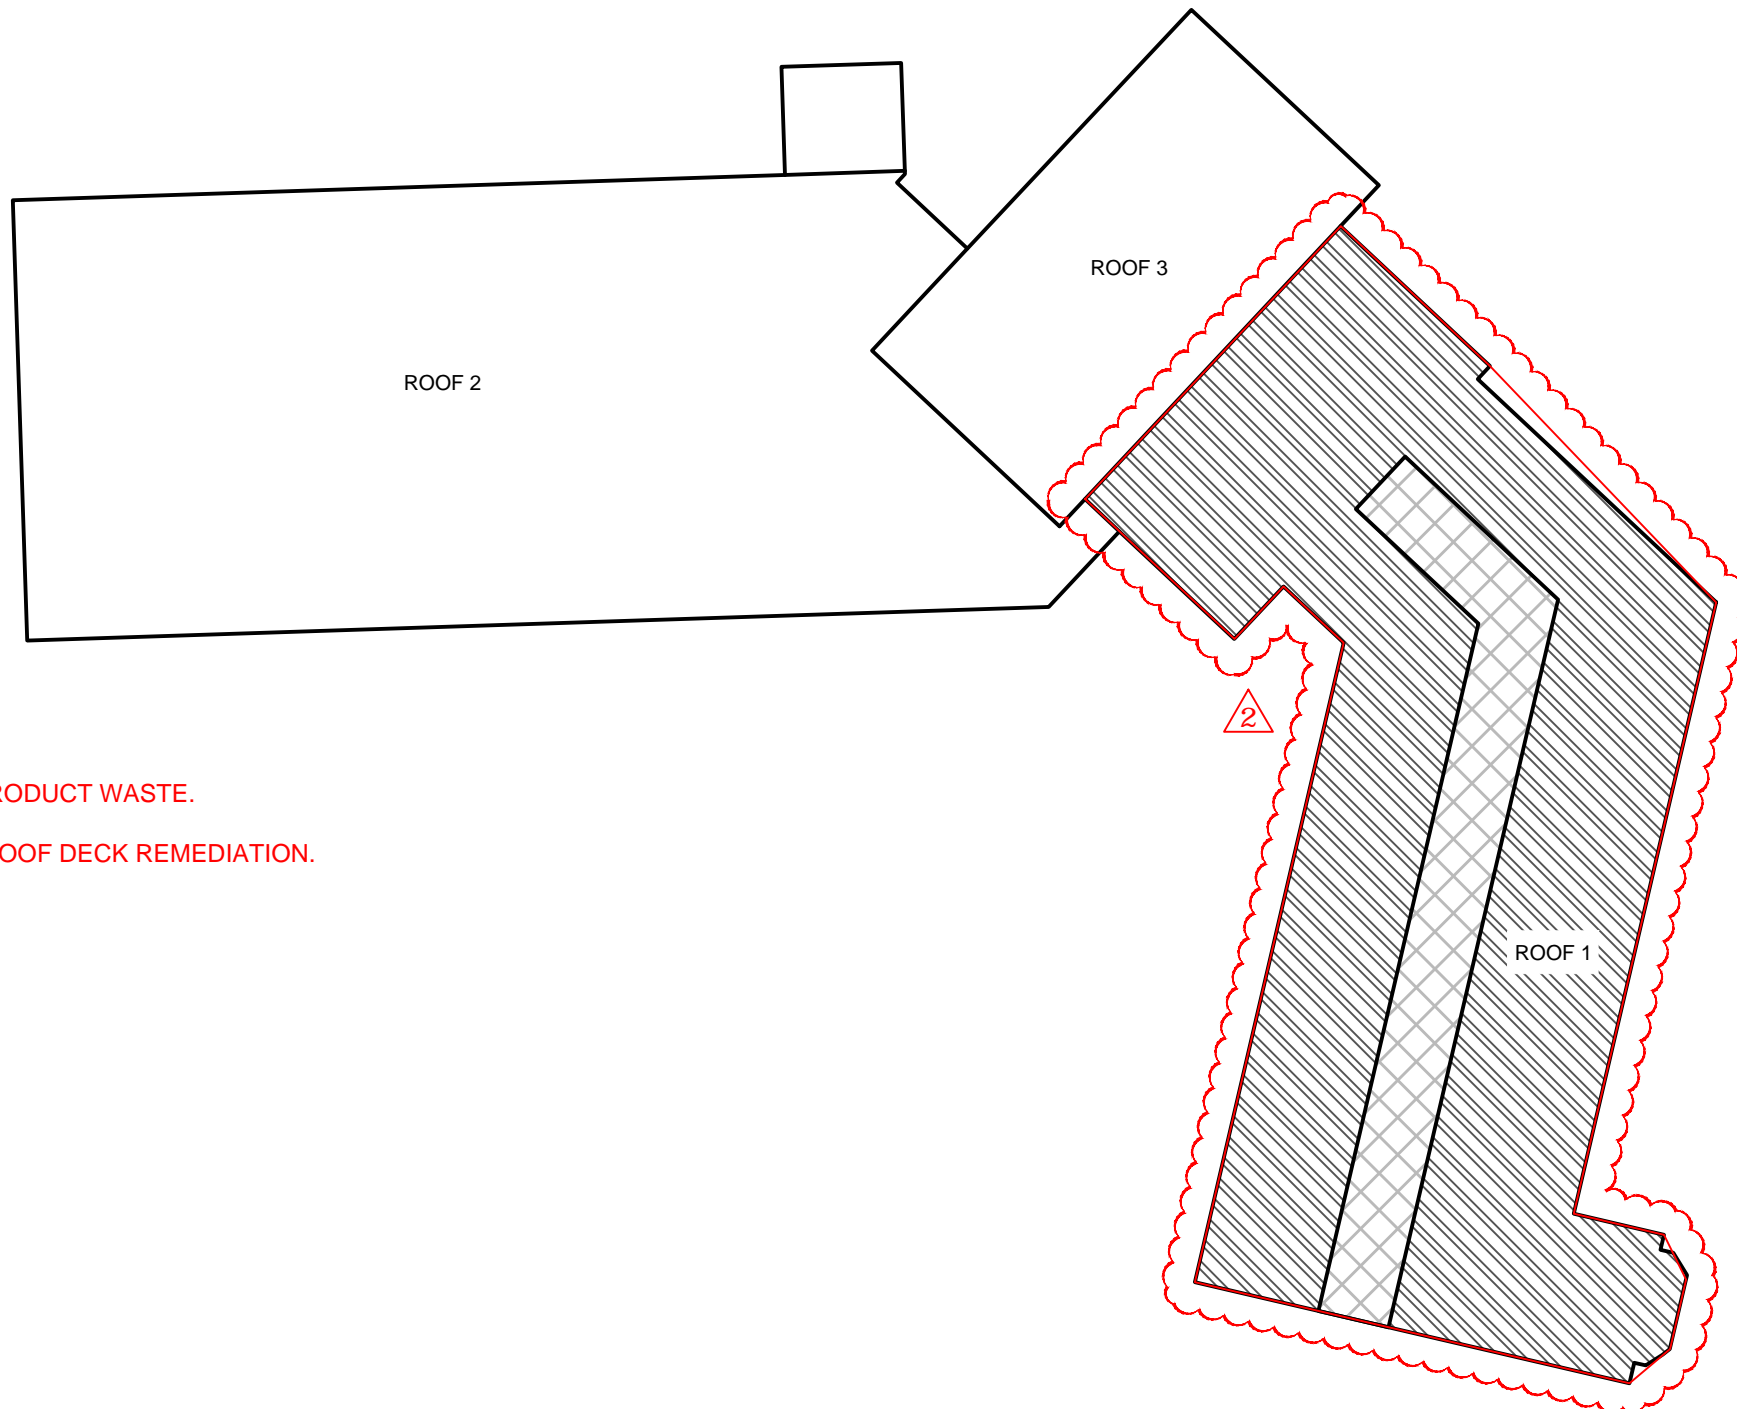 ROOF 3
ROOF 2
2
RODUCT WASTE.
OOF DECK REMEDIATION.
ROOF 1